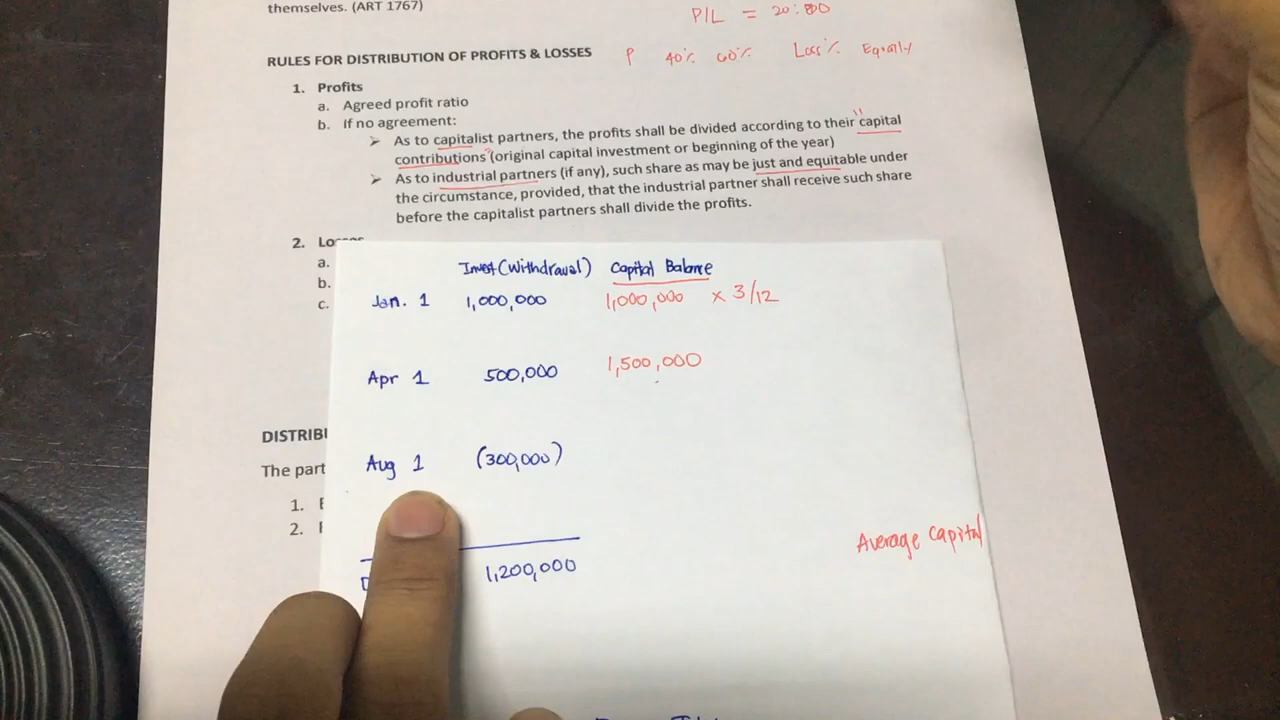 themselves. (ART 1767)
P/L = 20:80
RULES FOR DISTRIBUTION OF PROFITS & LOSSES
P 40% 60% Loss % Equally
1. Profits
a. Agreed profit ratio
b. If no agreement:
➢ As to capitalist partners, the profits shall be divided according to their capital
contributions (original capital investment or beginning of the year)
➢ As to industrial partners (if any), such share as may be just and equitable under
the circumstance, provided, that the industrial partner shall receive such share
before the capitalist partners shall divide the profits.
2.
a.
b.
c.
Invest (Withdrawal) Capital Balance
Jan. 1 1,000,000 1,000,000 x 3/12
Apr 1 500,000 1,500,000
Aug 1 (300,000)
1,200,000
Average Capital
The part
1.
2.